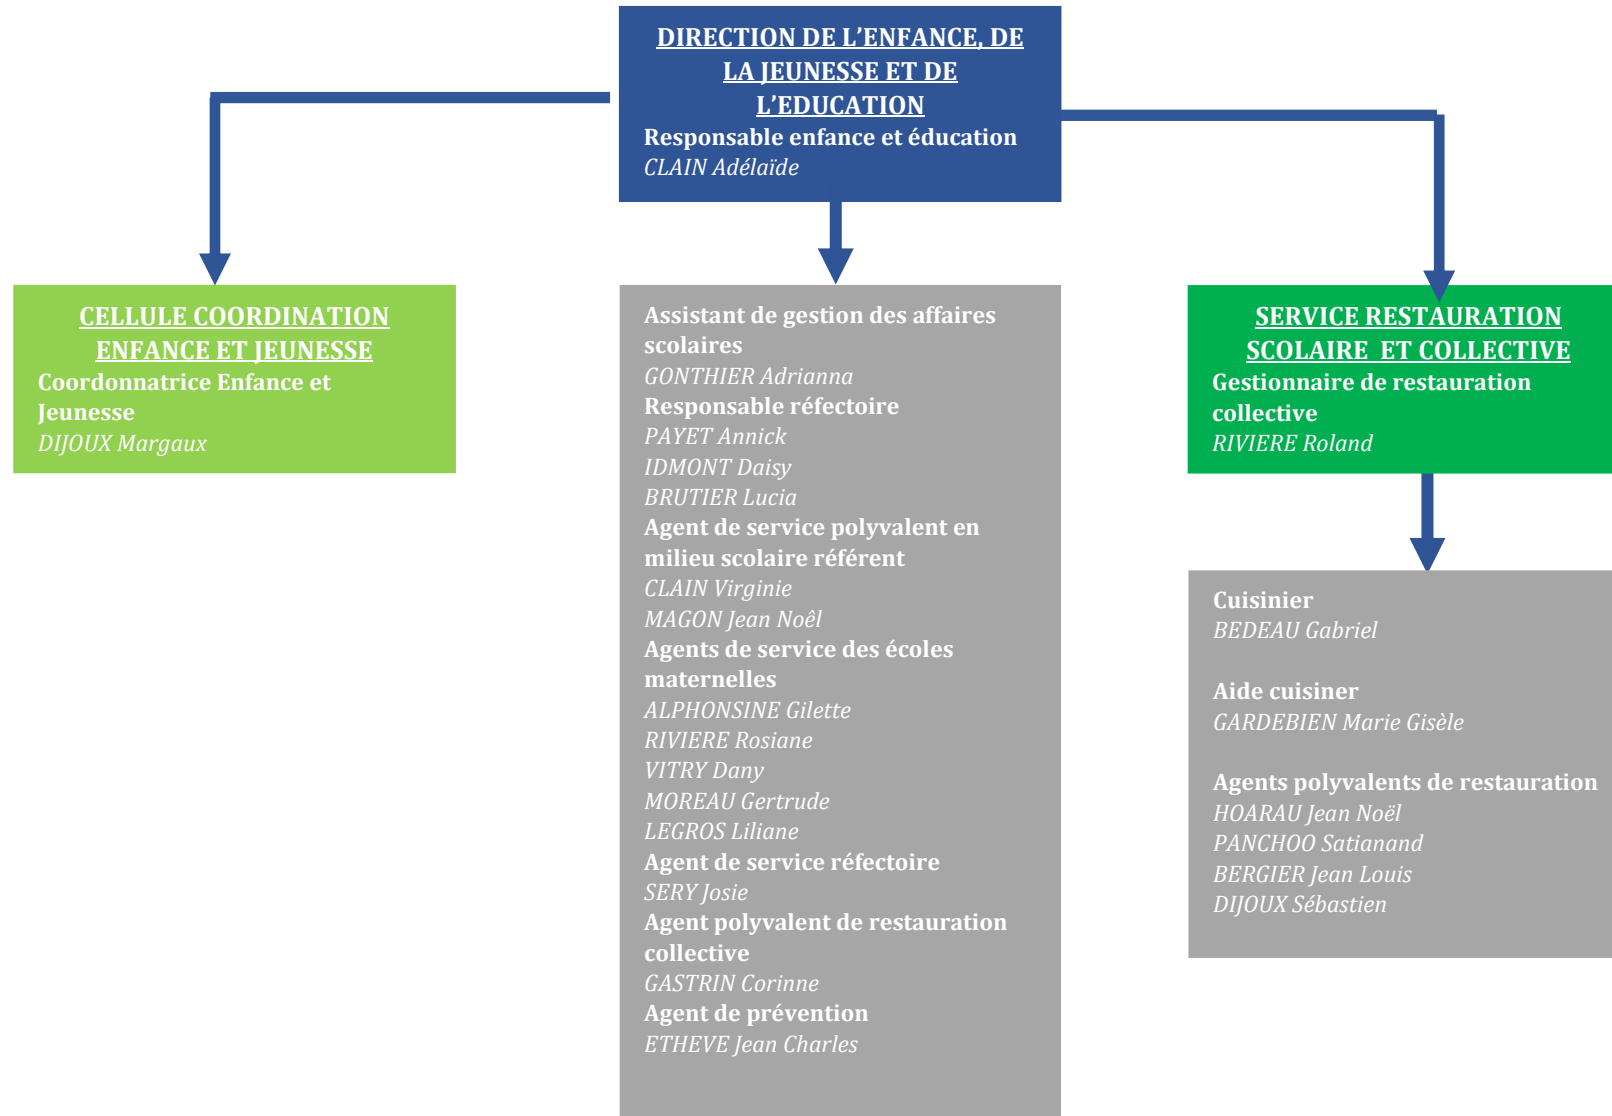 DIRECTION DE L’ENFANCE, DE
LA JEUNESSE ET DE
L’EDUCATION
Responsable enfance et éducation
CLAIN Adélaïde
CELLULE COORDINATION
ENFANCE ET JEUNESSE
Coordonnatrice Enfance et
Jeunesse
DIJOUX Margaux
Assistant de gestion des affaires
scolaires
GONTHIER Adrianna
Responsable réfectoire
PAYET Annick
IDMONT Daisy
BRUTIER Lucia
Agent de service polyvalent en
milieu scolaire référent
CLAIN Virginie
MAGON Jean Noêl
Agents de service des écoles
maternelles
ALPHONSINE Gilette
RIVIERE Rosiane
VITRY Dany
MOREAU Gertrude
LEGROS Liliane
Agent de service réfectoire
SERY Josie
Agent polyvalent de restauration
collective
GASTRIN Corinne
Agent de prévention
ETHEVE Jean Charles
SERVICE RESTAURATION
SCOLAIRE ET COLLECTIVE
Gestionnaire de restauration
collective
RIVIERE Roland
Cuisinier
BEDEAU Gabriel
Aide cuisiner
GARDEBIEN Marie Gisèle
Agents polyvalents de restauration
HOARAU Jean Noël
PANCHOO Satianand
BERGIER Jean Louis
DIJOUX Sébastien